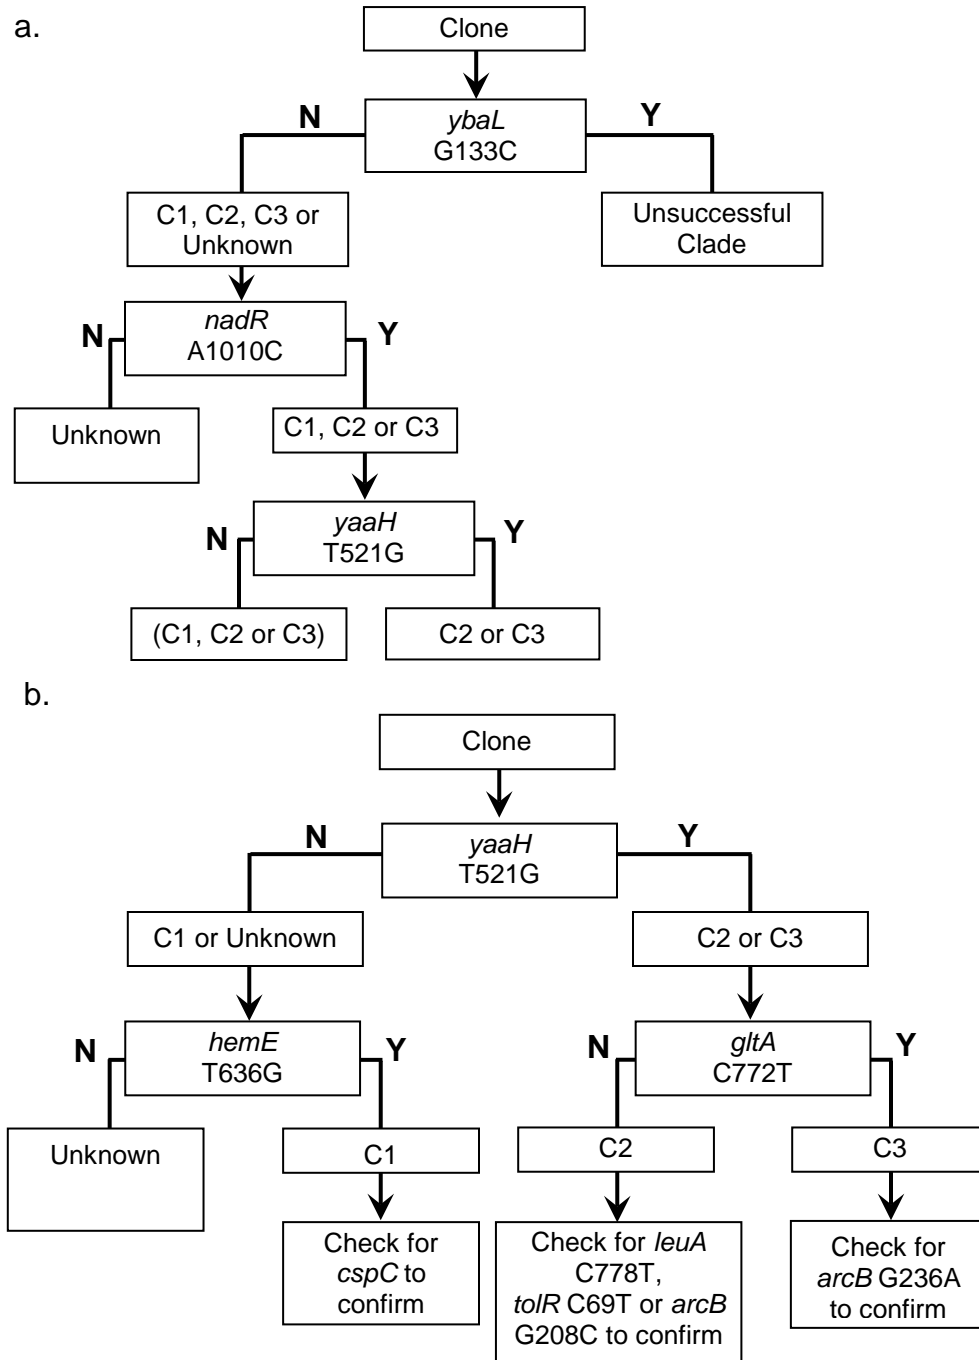 a.
Clone
N
ybaL
G133C
Y
C1, C2, C3 or
Unknown
Unsuccessful
Clade
N
nadR
A1010C
Y
Unknown
C1, C2 or C3
N
yaaH
T521G
Y
(C1, C2 or C3)
C2 or C3
b.
Clone
N
yaaH
T521G
Y
C1 or Unknown
C2 or C3
N
hemE
T636G
Y
N
gltA
C772T
Y
Unknown
C1
C2
C3
Check for
cspC to
confirm
Check for leuA
C778T,
tolR C69T or arcB
G208C to confirm
Check for
arcB G236A
to confirm